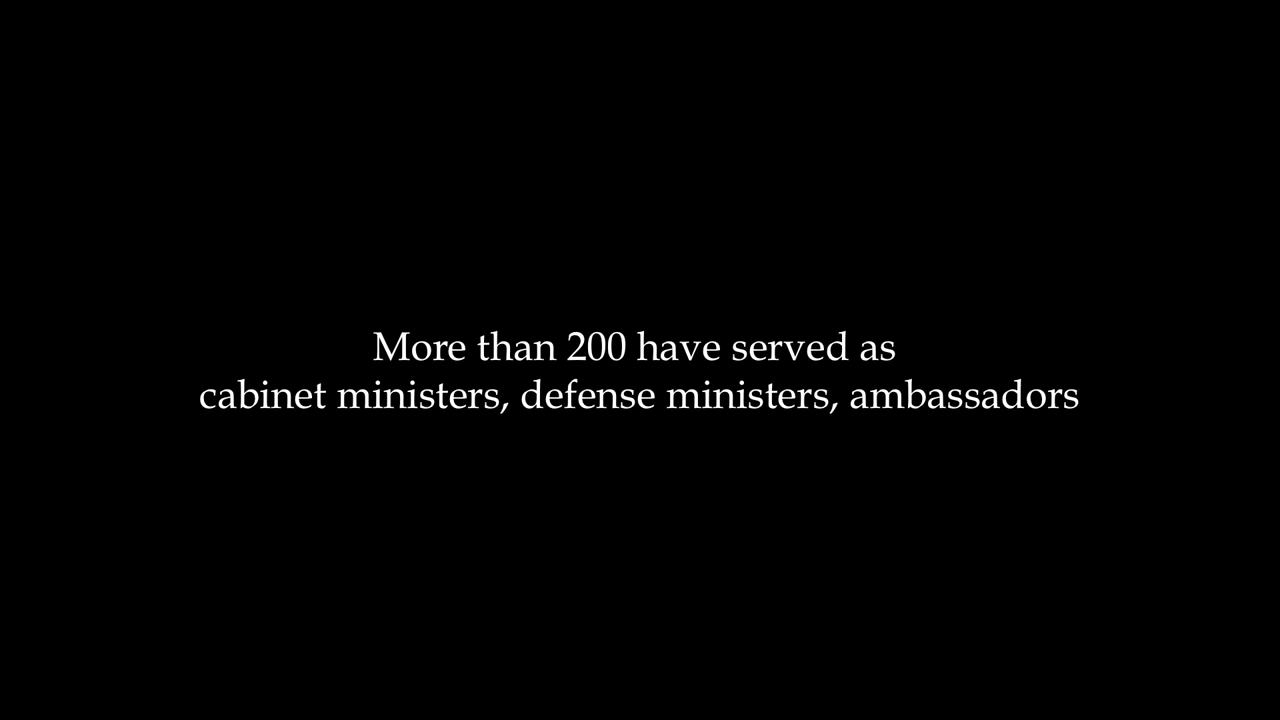 More than 200 have served as
cabinet ministers, defense ministers, ambassadors